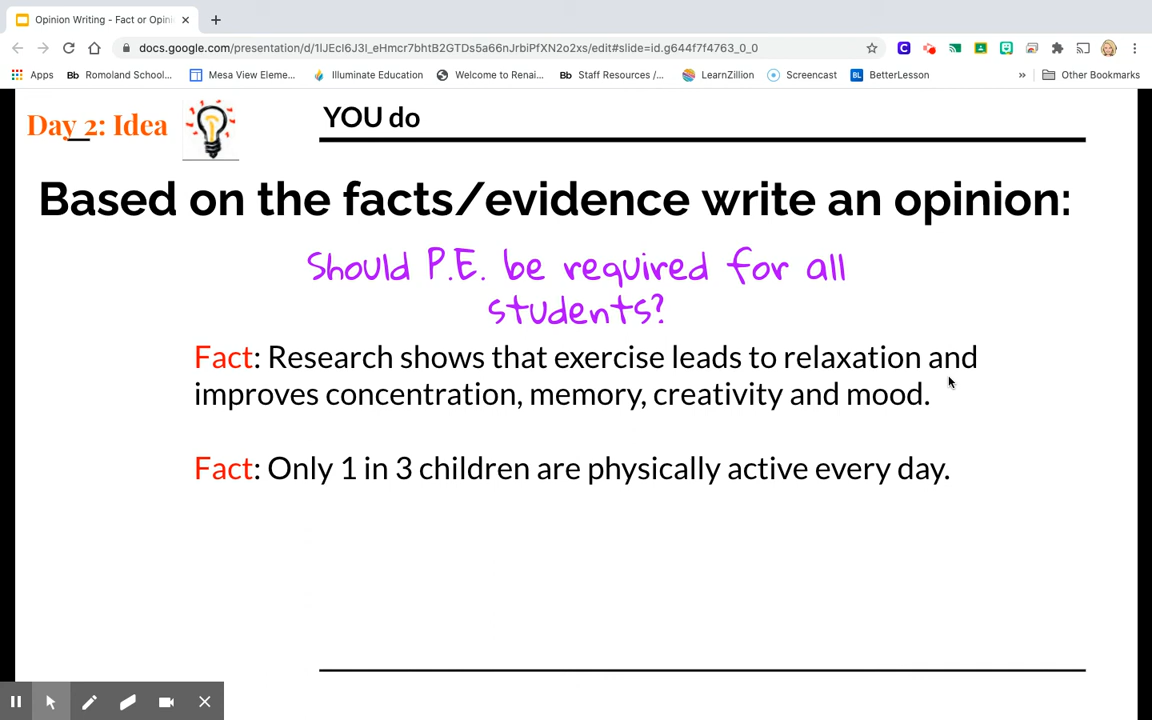 Opinion Writing - Fact or Opini
docs.google.com/presentation/d/1lJEcI6J3I_eHmcr7bhtB2GTDs5a66nJrbiPfXN2o2xs/edit#slide=id.g644f7f4763_0_0
Apps Bb Romoland School... Mesa View Eleme... Illuminate Education Welcome to Renai... Bb Staff Resources /... LearnZillion Screencast BL BetterLesson » Other Bookmarks
Day 2: Idea
YOU do
Based on the facts/evidence write an opinion:
Should P.E. be required for all
students?
Fact: Research shows that exercise leads to relaxation and
improves concentration, memory, creativity and mood.
Fact: Only 1 in 3 children are physically active every day.